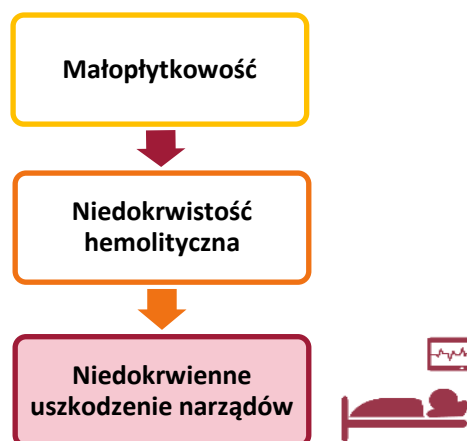 Małopłytkowość
Niedokrwistość
hemolityczna
Niedokrwienne
uszkodzenie narządów